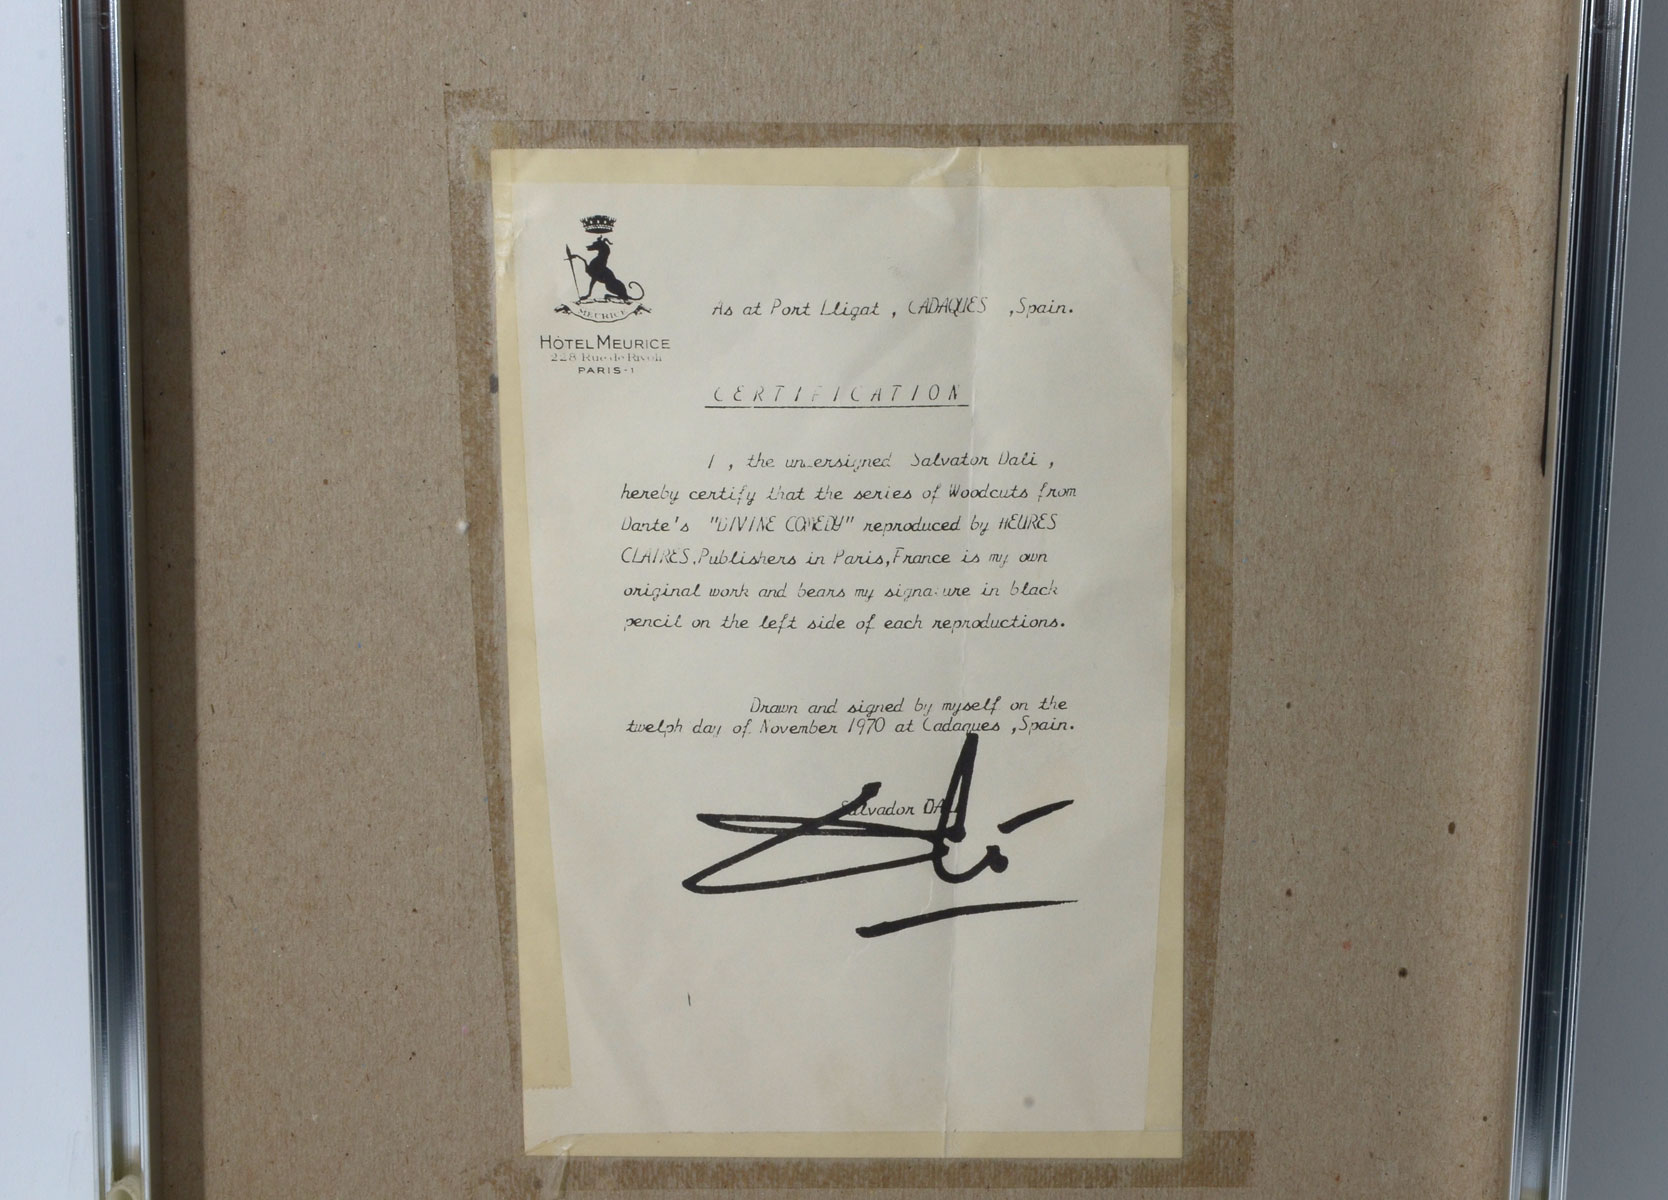 MEURICE
HÔTEL MEURICE
228 Rue de Rivoli
PARIS-1
As at Port Lligat , CADAQUES ,Spain.
CERTIFICATION
I , the undersigned Salvator Dali ,
hereby certify that the series of Woodcuts from
Dante's "DIVINE COMEDY" reproduced by HEURES
CLAIRES,Publishers in Paris,France is my own
original work and bears my signature in black
pencil on the left side of each reproductions.
Drawn and signed by myself on the
twelph day of November 1970 at Cadaques ,Spain.
Salvador DALI
Dalí